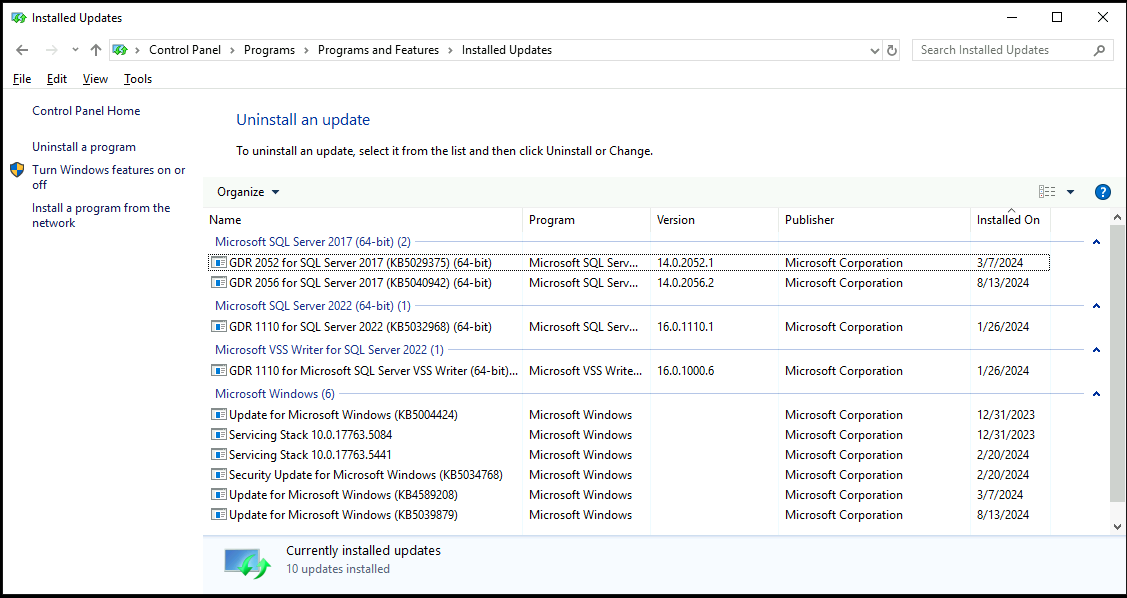 Installed Updates
Control Panel > Programs > Programs and Features > Installed Updates
Search Installed Updates
File Edit View Tools
Control Panel Home
Uninstall a program
Turn Windows features on or
off
Install a program from the
network
Uninstall an update
To uninstall an update, select it from the list and then click Uninstall or Change.
Organize
?
Name Program Version Publisher Installed On
Microsoft SQL Server 2017 (64-bit) (2)
GDR 2052 for SQL Server 2017 (KB5029375) (64-bit) Microsoft SQL Serv... 14.0.2052.1 Microsoft Corporation 3/7/2024
GDR 2056 for SQL Server 2017 (KB5040942) (64-bit) Microsoft SQL Serv... 14.0.2056.2 Microsoft Corporation 8/13/2024
Microsoft SQL Server 2022 (64-bit) (1)
GDR 1110 for SQL Server 2022 (KB5032968) (64-bit) Microsoft SQL Serv... 16.0.1110.1 Microsoft Corporation 1/26/2024
Microsoft VSS Writer for SQL Server 2022 (1)
GDR 1110 for Microsoft SQL Server VSS Writer (64-bit)... Microsoft VSS Write... 16.0.1000.6 Microsoft Corporation 1/26/2024
Microsoft Windows (6)
Update for Microsoft Windows (KB5004424) Microsoft Windows Microsoft Corporation 12/31/2023
Servicing Stack 10.0.17763.5084 Microsoft Windows Microsoft Corporation 12/31/2023
Servicing Stack 10.0.17763.5441 Microsoft Windows Microsoft Corporation 2/20/2024
Security Update for Microsoft Windows (KB5034768) Microsoft Windows Microsoft Corporation 2/20/2024
Update for Microsoft Windows (KB4589208) Microsoft Windows Microsoft Corporation 3/7/2024
Update for Microsoft Windows (KB5039879) Microsoft Windows Microsoft Corporation 8/13/2024
Currently installed updates
10 updates installed